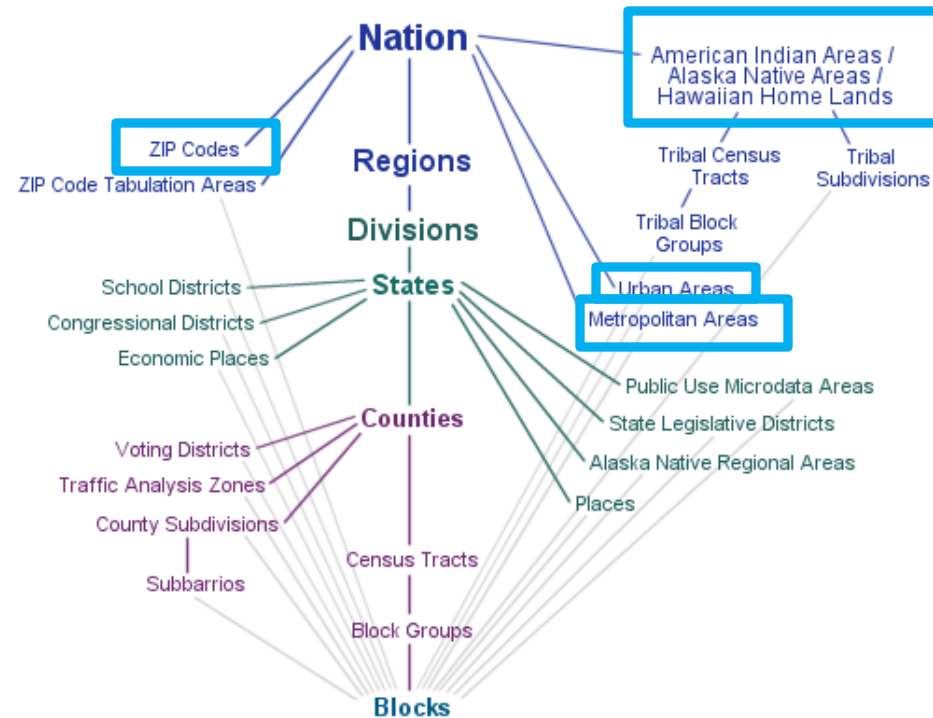 Nation
American Indian Areas /
Alaska Native Areas /
Hawaiian Home Lands
ZIP Codes
ZIP Code Tabulation Areas
Regions
Tribal Census
Tracts
Tribal
Subdivisions
Divisions
Tribal Block
Groups
States
School Districts
Congressional Districts
Economic Places
Urban Areas
Metropolitan Areas
Public Use Microdata Areas
State Legislative Districts
Alaska Native Regional Areas
Places
Counties
Voting Districts
Traffic Analysis Zones
County Subdivisions
Subbarrios
Census Tracts
Block Groups
Blocks